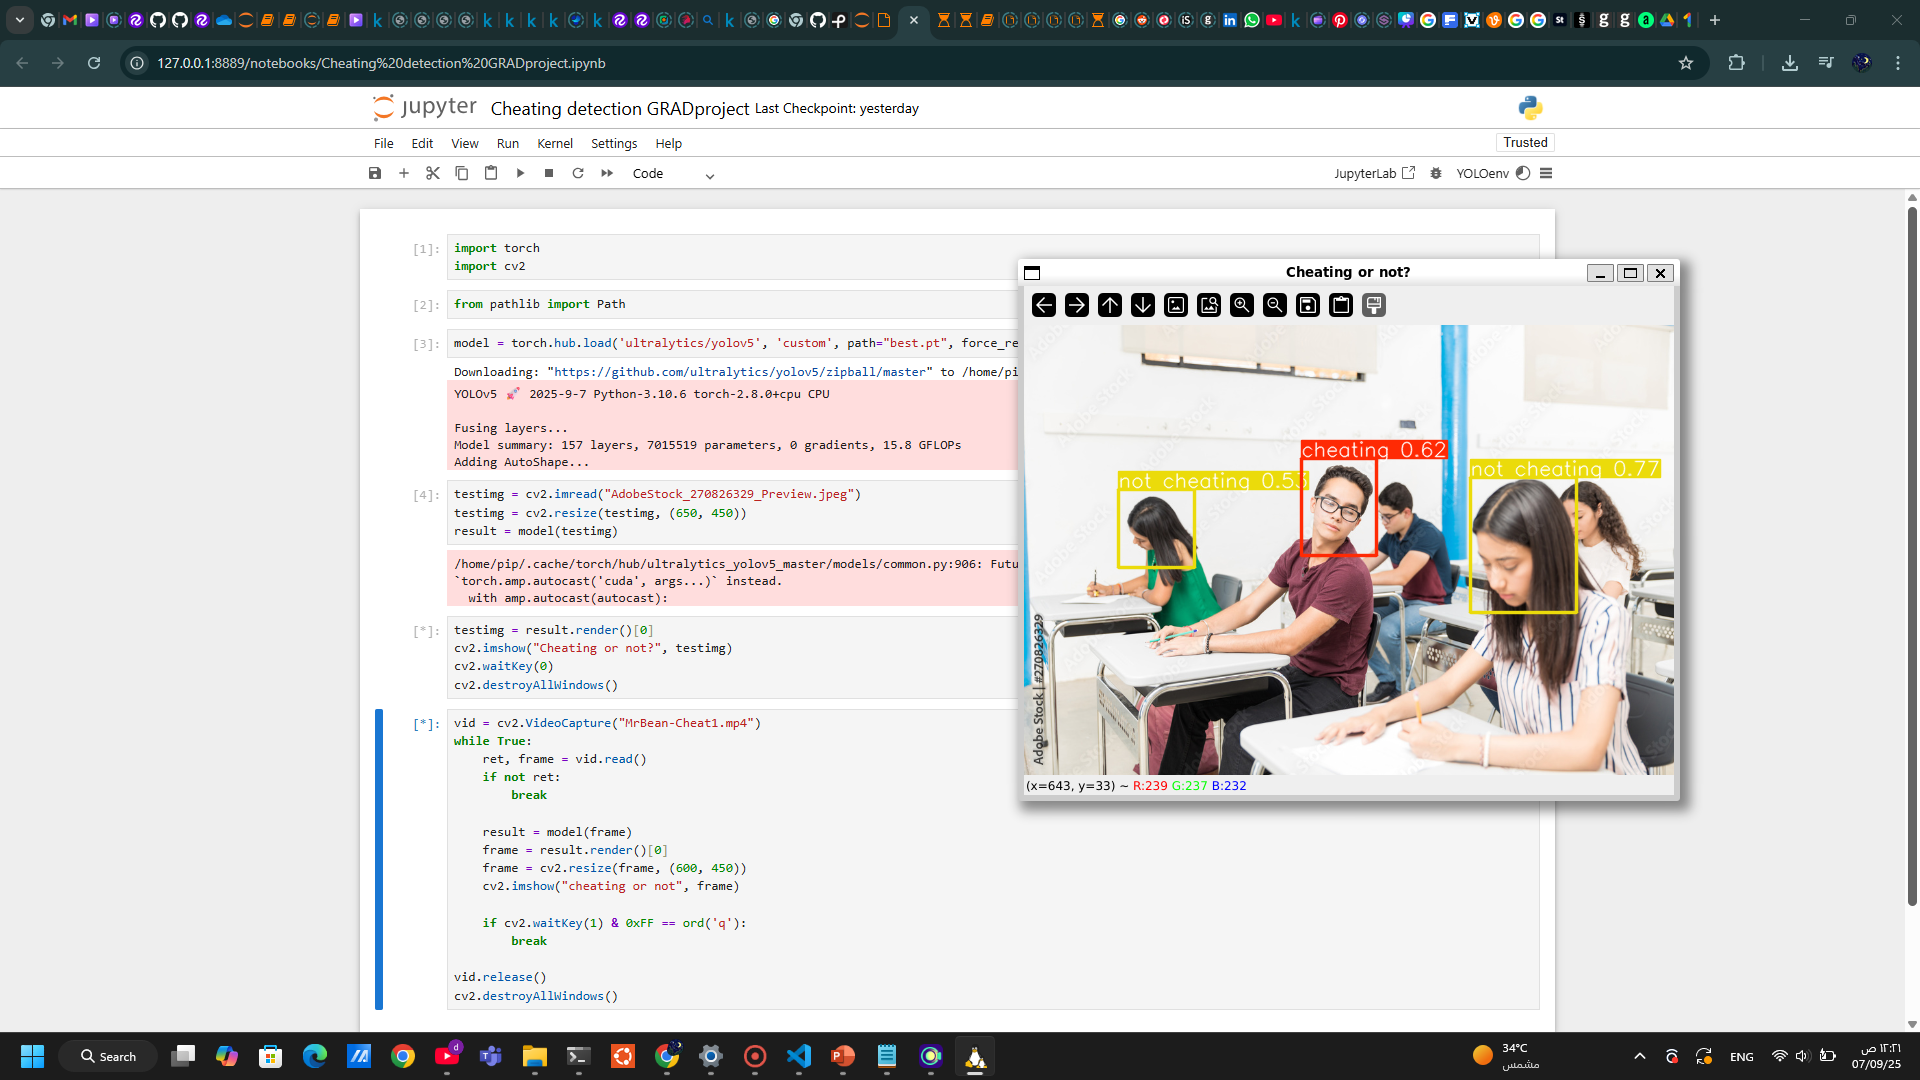 127.0.0.1:8889/notebooks/Cheating%20detection%20GRADproject.ipynb
jupyter Cheating detection GRADproject Last Checkpoint: yesterday
File Edit View Run Kernel Settings Help
Trusted
Code
JupyterLab
YOLOenv
[1]:
import torch
import cv2
[2]:
from pathlib import Path
[3]:
model = torch.hub.load('ultralytics/yolov5', 'custom', path="best.pt", force_re
Downloading: "https://github.com/ultralytics/yolov5/zipball/master" to /home/pi
YOLOv5 🚀 2025-9-7 Python-3.10.6 torch-2.8.0+cpu CPU
Fusing layers...
Model summary: 157 layers, 7015519 parameters, 0 gradients, 15.8 GFLOPs
Adding AutoShape...
[4]:
testimg = cv2.imread("AdobeStock_270826329_Preview.jpeg")
testimg = cv2.resize(testimg, (650, 450))
result = model(testimg)
/home/pip/.cache/torch/hub/ultralytics_yolov5_master/models/common.py:906: Futu
`torch.amp.autocast('cuda', args...)` instead.
with amp.autocast(autocast):
[*]:
testimg = result.render()[0]
cv2.imshow("Cheating or not?", testimg)
cv2.waitKey(0)
cv2.destroyAllWindows()
[*]:
vid = cv2.VideoCapture("MrBean-Cheat1.mp4")
while True:
ret, frame = vid.read()
if not ret:
break
result = model(frame)
frame = result.render()[0]
frame = cv2.resize(frame, (600, 450))
cv2.imshow("cheating or not", frame)
if cv2.waitKey(1) & 0xFF == ord('q'):
break
vid.release()
cv2.destroyAllWindows()
Cheating or not?
cheating 0.62
not cheating 0.77
not cheating 0.53
Adobe Stock | #270826329
(x=643, y=33) ~ R:239 G:237 B:232
Search
34°C
مشمس
ENG
١٢:٢١ ص
07/09/25